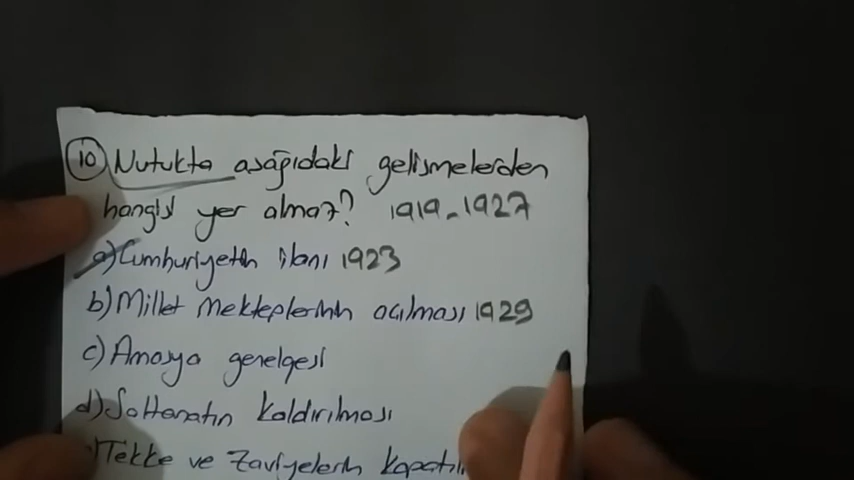 10 Nutukta aşağıdaki gelişmelerden
hangisi yer almaz? 1919-1927
a) Cumhuriyetin ilanı 1923
b) Millet mekteplerinin açılması 1929
c) Amasya genelgesi
d) Saltanatın kaldırılması
Tekke ve Zaviyelerin